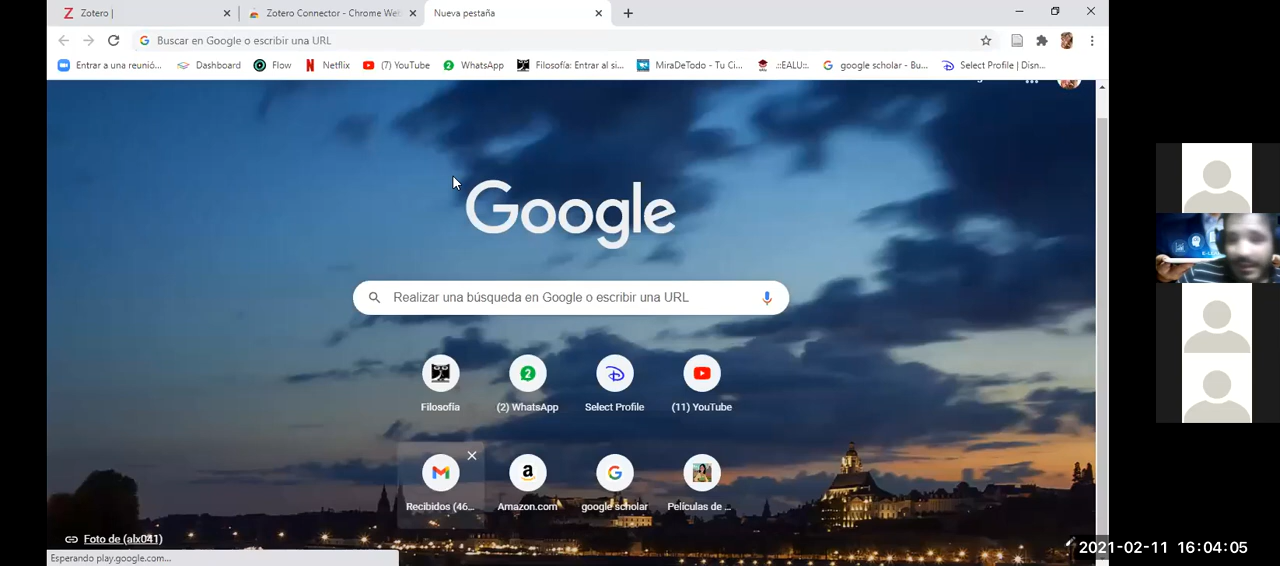 Zotero |
Zotero Connector - Chrome Web
Nueva pestaña
Buscar en Google o escribir una URL
Entrar a una reunió...
Dashboard
Flow
Netflix
(7) YouTube
WhatsApp
Filosofía: Entrar al si...
MiraDeTodo - Tu Ci...
.::EALU::.
google scholar - Bu...
Select Profile | Disn...
Google
Realizar una búsqueda en Google o escribir una URL
Filosofía
(2) WhatsApp
Select Profile
(11) YouTube
Recibidos (46...
Amazon.com
google scholar
Películas de ...
Foto de (alx041)
Esperando play.google.com...
2021-02-11 16:04:05